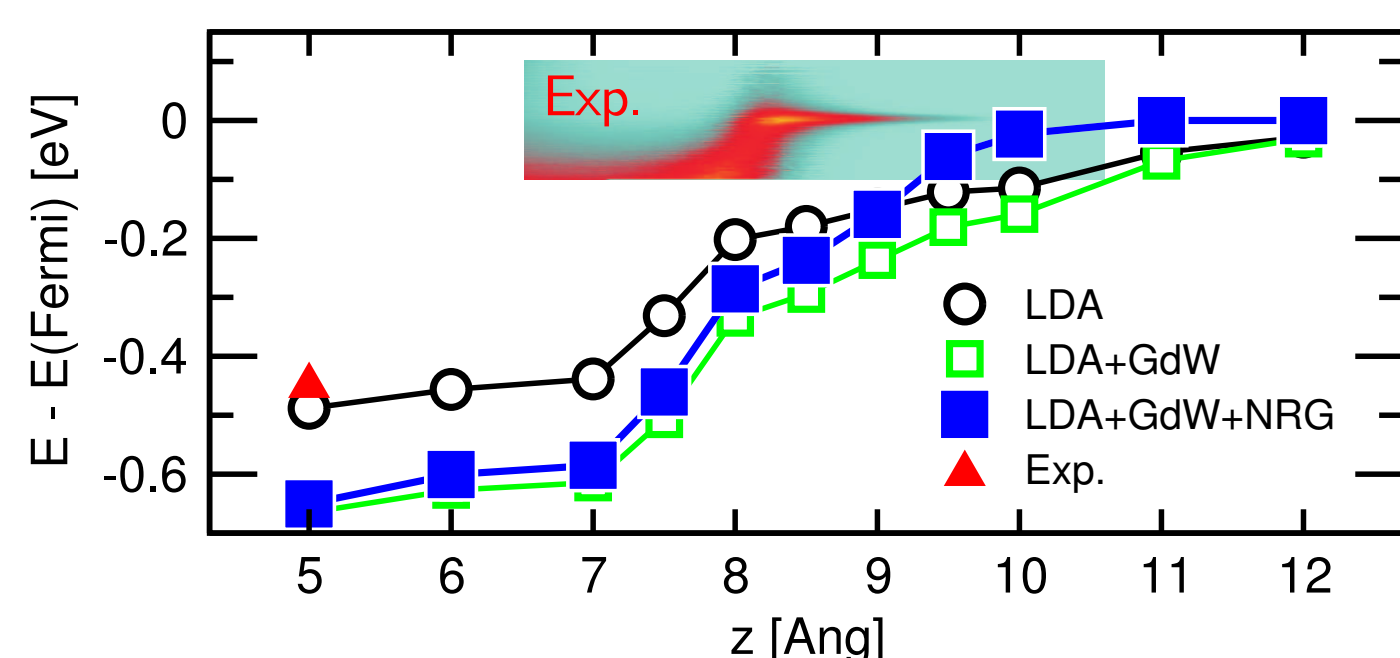 Exp.
E - E(Fermi) [eV]
0
-0.2
-0.4
-0.6
LDA
LDA+GdW
LDA+GdW+NRG
Exp.
5 6 7 8 9 10 11 12
z [Ang]